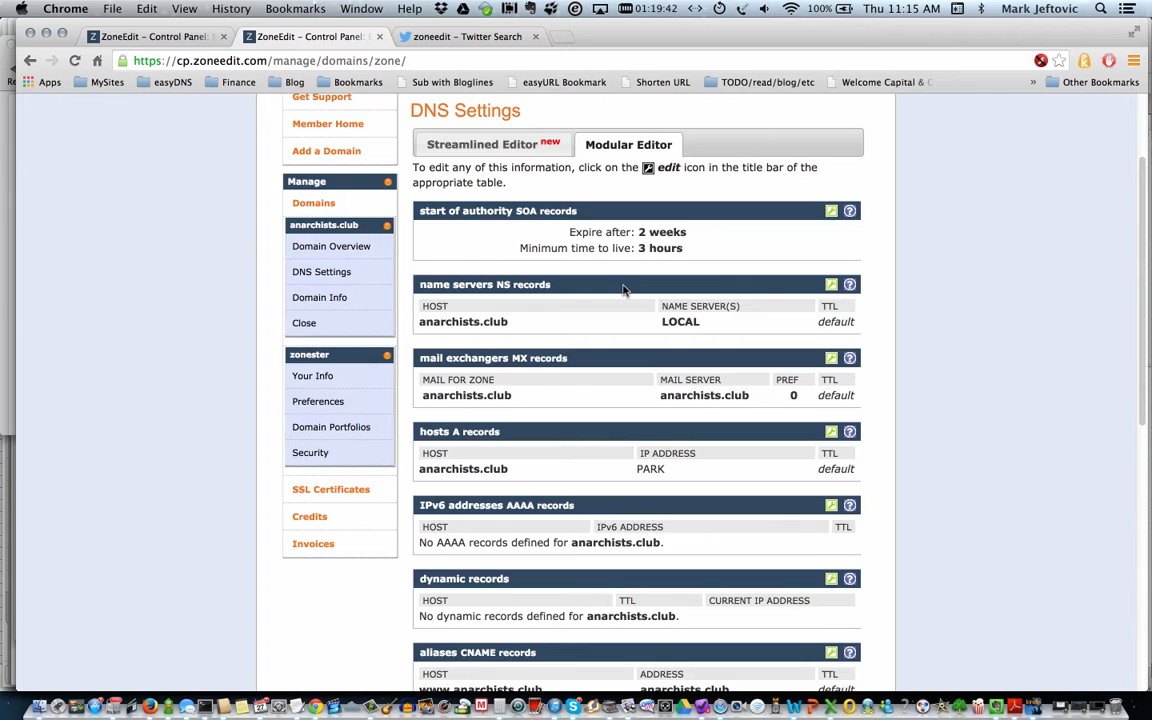 Chrome File Edit View History Bookmarks Window Help 01:19:42 100% Thu 11:15 AM Mark Jeftovic
ZoneEdit – Control Panel: ZoneEdit – Control Panel: zoneedit – Twitter Search
https://cp.zoneedit.com/manage/domains/zone/
Apps MySites easyDNS Finance Blog Bookmarks Sub with Bloglines easyURL Bookmark Shorten URL TODO/read/blog/etc Welcome Capital & » Other Bookmarks
Get Support
Member Home
Add a Domain
Manage
Domains
anarchists.club
Domain Overview
DNS Settings
Domain Info
Close
zonester
Your Info
Preferences
Domain Portfolios
Security
SSL Certificates
Credits
Invoices
DNS Settings
Streamlined Editor new Modular Editor
To edit any of this information, click on the edit icon in the title bar of the
appropriate table.
start of authority SOA records
Expire after: 2 weeks
Minimum time to live: 3 hours
name servers NS records
HOST NAME SERVER(S) TTL
anarchists.club LOCAL default
mail exchangers MX records
MAIL FOR ZONE MAIL SERVER PREF TTL
anarchists.club anarchists.club 0 default
hosts A records
HOST IP ADDRESS TTL
anarchists.club PARK default
IPv6 addresses AAAA records
HOST IPv6 ADDRESS TTL
No AAAA records defined for anarchists.club.
dynamic records
HOST TTL CURRENT IP ADDRESS
No dynamic records defined for anarchists.club.
aliases CNAME records
HOST ADDRESS TTL
www.anarchists.club anarchists.club default